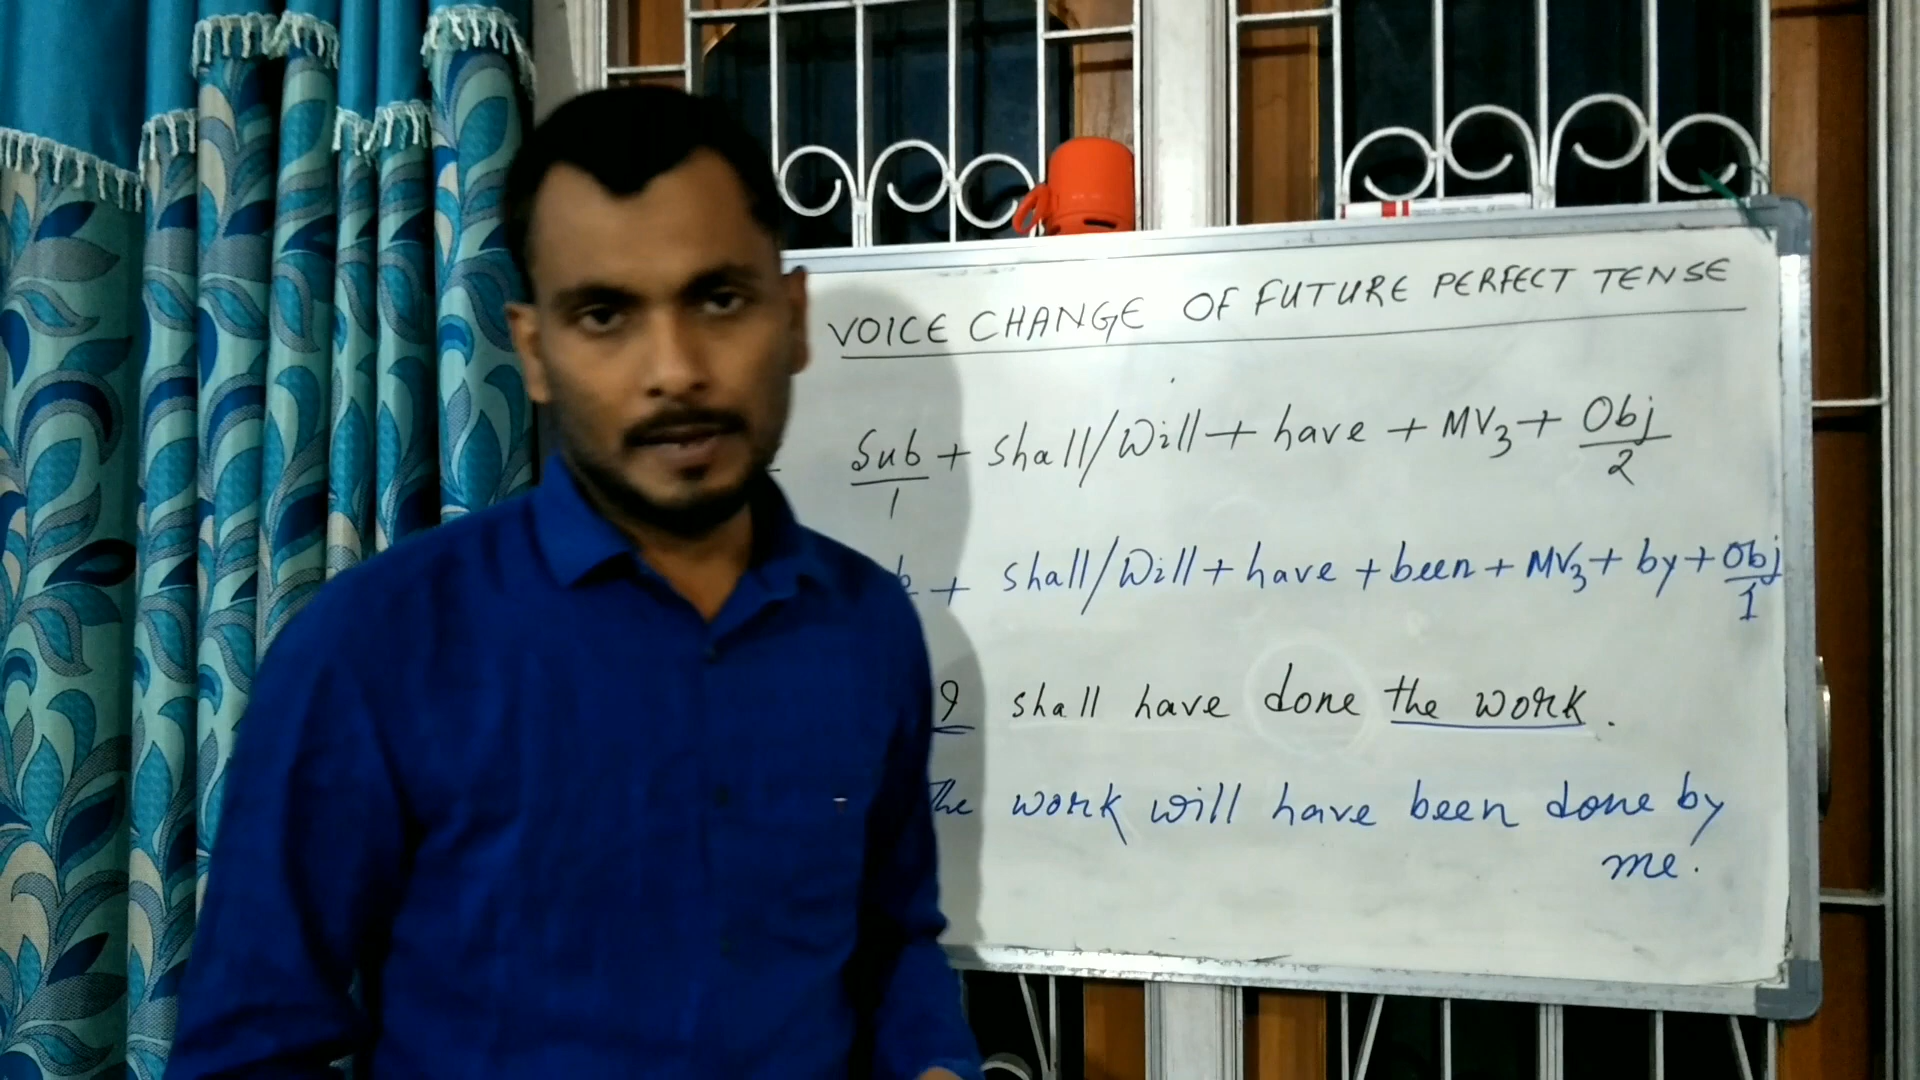 VOICE CHANGE OF FUTURE PERFECT TENSE
Sub + shall/Will + have + MV3 + Obj
1 2
+ shall/Will + have + been + MV3 + by + Obj
1
I shall have done the work.
The work will have been done by
me.